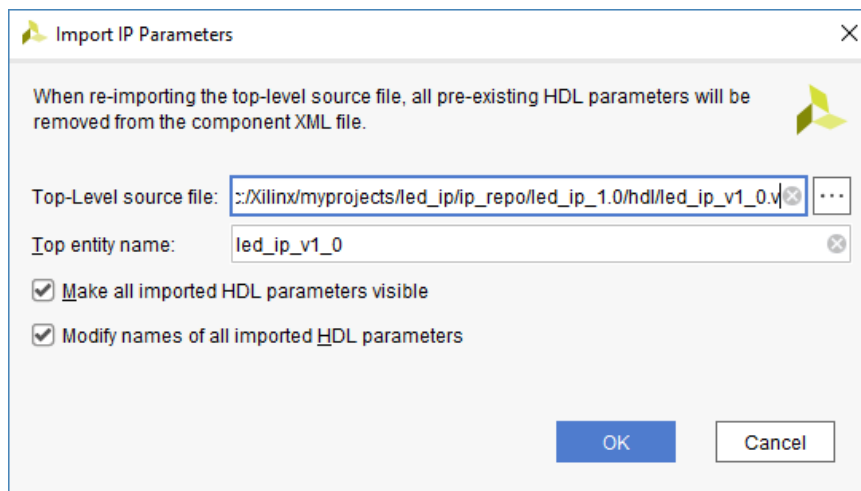 Import IP Parameters
When re-importing the top-level source file, all pre-existing HDL parameters will be
removed from the component XML file.
Top-Level source file: :/Xilinx/myprojects/led_ip/ip_repo/led_ip_1.0/hdl/led_ip_v1_0.v ...
Top entity name: led_ip_v1_0
Make all imported HDL parameters visible
Modify names of all imported HDL parameters
OK Cancel